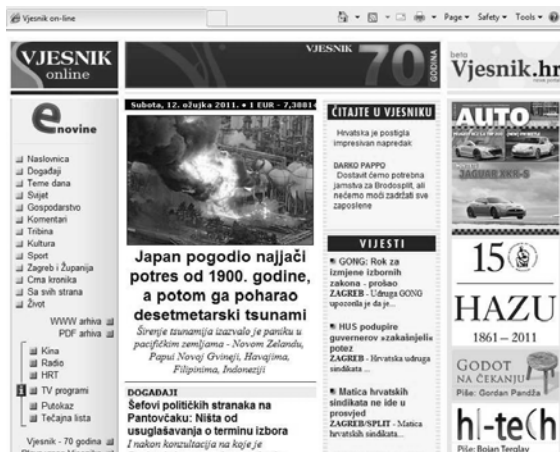 Vjesnik on-line
Page Safety Tools
VJESNIK
online
VJESNIK 70 GODINA
beta
Vjesnik.hr
e novine
Naslovnica
Događaji
Teme dana
Svijet
Gospodarstvo
Komentari
Tribina
Kultura
Sport
Zagreb i Županija
Crna kronika
Sa svih strana
Život
WWW arhiva
PDF arhiva
Kina
Radio
HRT
TV programi
Putokaz
Tečajna lista
Vjesnik - 70 godina
Subota, 12. ožujka 2011. • 1 EUR - 7,38814
Japan pogodio najjači
potres od 1900. godine,
a potom ga poharao
desetmetarski tsunami
Širenje tsunamija izazvalo je paniku u
pacifičkim zemljama - Novom Zelandu,
Papui Novoj Gvineji, Havajima,
Filipinima, Indoneziji
DOGAĐAJI
Šefovi političkih stranaka na
Pantovčaku: Ništa od
usuglašavanja o terminu izbora
I nakon konzultacija na koje je
ČITAJTE U VJESNIKU
Hrvatska je postigla
impresivan napredak
DARKO PAPPO
Dostavit ćemo potrebna
jamstva za Brodosplit, ali
nećemo moći zadržati sve
zaposlene
VIJESTI
GONG: Rok za
izmjene izbornih
zakona - prošao
ZAGREB - Udruga GONG
upozorila je da je...
HUS podupire
guvernerov »zakašnjeli«
potez
ZAGREB - Hrvatska udruga
sindikata ...
Matica hrvatskih
sindikata ne ide u
prosvjed
ZAGREB/SPLIT - Matica
hrvatskih sindikata...
AUTO
JAGUAR XKR-S
150
HAZU
1861 – 2011
GODOT
NA ČEKANJU
Piše: Gordan Pandža
hi-tech
Piše: Bojan Terglav